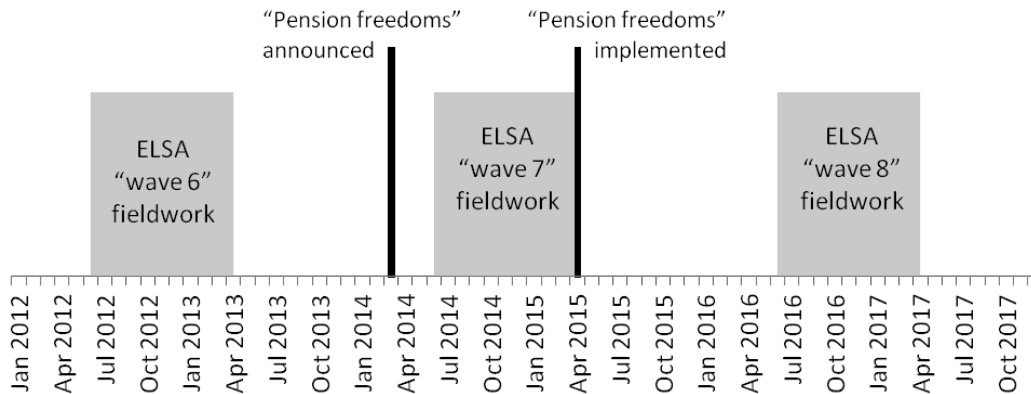 “Pension freedoms”
announced
“Pension freedoms”
implemented
ELSA
“wave 6”
fieldwork
ELSA
“wave 7”
fieldwork
ELSA
“wave 8”
fieldwork
Jan 2012
Apr 2012
Jul 2012
Oct 2012
Jan 2013
Apr 2013
Jul 2013
Oct 2013
Jan 2014
Apr 2014
Jul 2014
Oct 2014
Jan 2015
Apr 2015
Jul 2015
Oct 2015
Jan 2016
Apr 2016
Jul 2016
Oct 2016
Jan 2017
Apr 2017
Jul 2017
Oct 2017